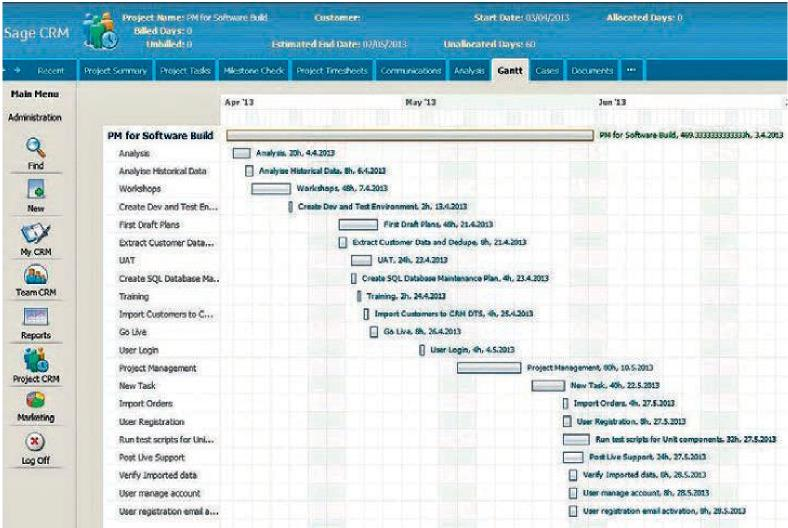 Sage CRM
Project Name: PM for Software Build Customer: Start Date: 03/04/2013 Allocated Days: 0
Billed Days: 0
Unbilled: 0 Estimated End Date: 02/05/2013 Unallocated Days: 60
Recent Project Summary Project Tasks Milestone Check Project Timesheets Communications Analysis Gantt Cases Documents ...
Main Menu
Administration
Find
New
My CRM
Team CRM
Reports
Project CRM
Marketing
Log Off
Apr '13 May '13 Jun '13
PM for Software Build PM for Software Build, 469.3333333333333h, 3.4.2013
Analysis Analysis, 20h, 4.4.2013
Analyise Historical Data Analyise Historical Data, 8h, 6.4.2013
Workshops Workshops, 48h, 7.4.2013
Create Dev and Test En... Create Dev and Test Environment, 2h, 13.4.2013
First Draft Plans First Draft Plans, 48h, 21.4.2013
Extract Customer Data... Extract Customer Data and Dedupe, 8h, 21.4.2013
UAT UAT, 24h, 23.4.2013
Create SQL Database Ma.. Create SQL Database Maintenance Plan, 4h, 23.4.2013
Training Training, 2h, 24.4.2013
Import Customers to C... Import Customers to CRM DTS, 4h, 25.4.2013
Go Live Go Live, 8h, 26.4.2013
User Login User Login, 4h, 4.5.2013
Project Management Project Management, 80h, 10.5.2013
New Task New Task, 40h, 22.5.2013
Import Orders Import Orders, 4h, 27.5.2013
User Registration User Registration, 8h, 27.5.2013
Run test scripts for Uni... Run test scripts for Unit components, 32h, 27.5.2013
Post Live Support Post Live Support, 24h, 27.5.2013
Verify Imported data Verify Imported data, 8h, 28.5.2013
User manage account User manage account, 8h, 28.5.2013
User registration email a... User registration email activation, 8h, 28.5.2013